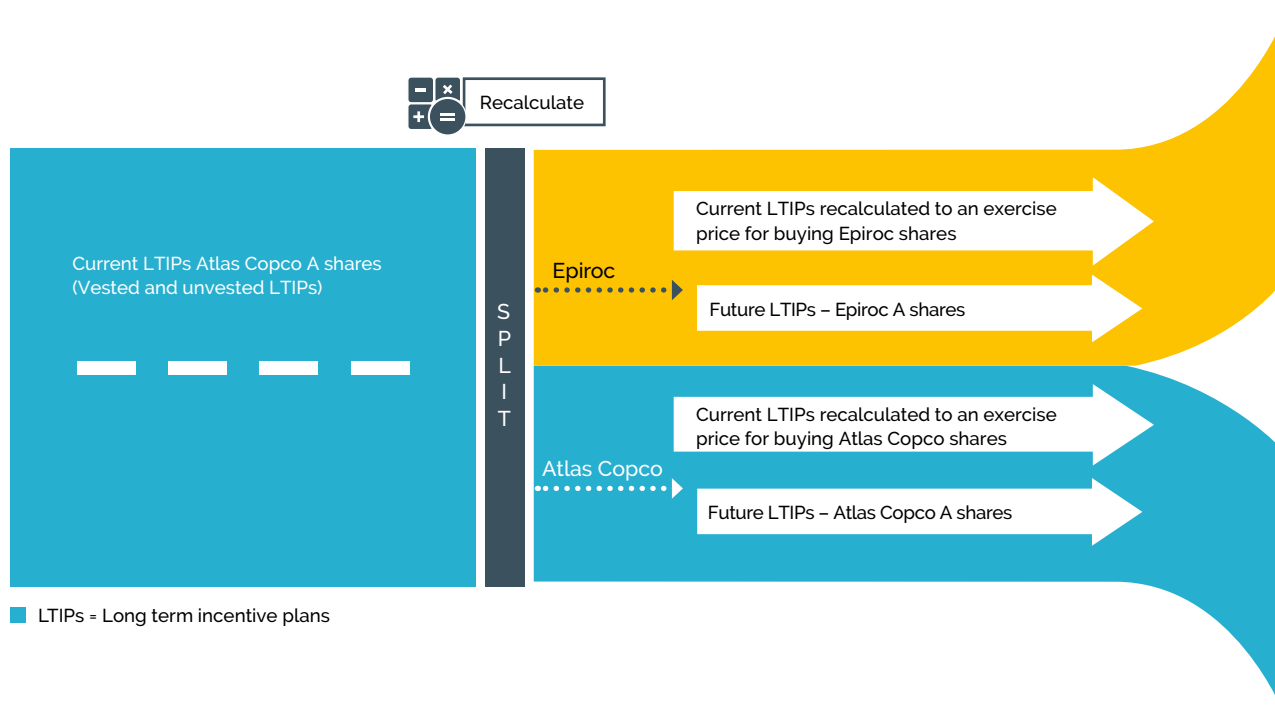 Recalculate
Current LTIPs Atlas Copco A shares
(Vested and unvested LTIPs)
SPLIT
Epiroc
Current LTIPs recalculated to an exercise
price for buying Epiroc shares
Future LTIPs – Epiroc A shares
Atlas Copco
Current LTIPs recalculated to an exercise
price for buying Atlas Copco shares
Future LTIPs – Atlas Copco A shares
LTIPs = Long term incentive plans